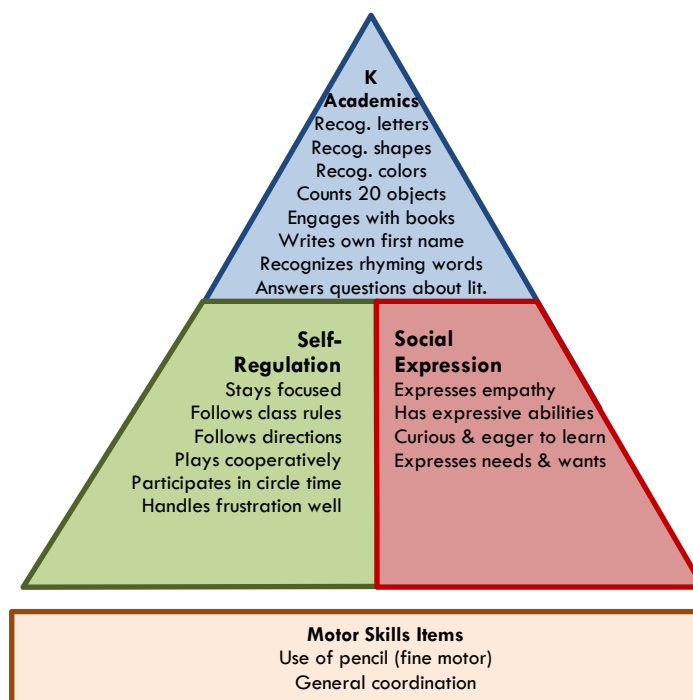 K
Academics
Recog. letters
Recog. shapes
Recog. colors
Counts 20 objects
Engages with books
Writes own first name
Recognizes rhyming words
Answers questions about lit.
Self-
Regulation
Stays focused
Follows class rules
Follows directions
Plays cooperatively
Participates in circle time
Handles frustration well
Social
Expression
Expresses empathy
Has expressive abilities
Curious & eager to learn
Expresses needs & wants
Motor Skills Items
Use of pencil (fine motor)
General coordination